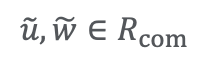 ũ, w̃ ∈ R_com